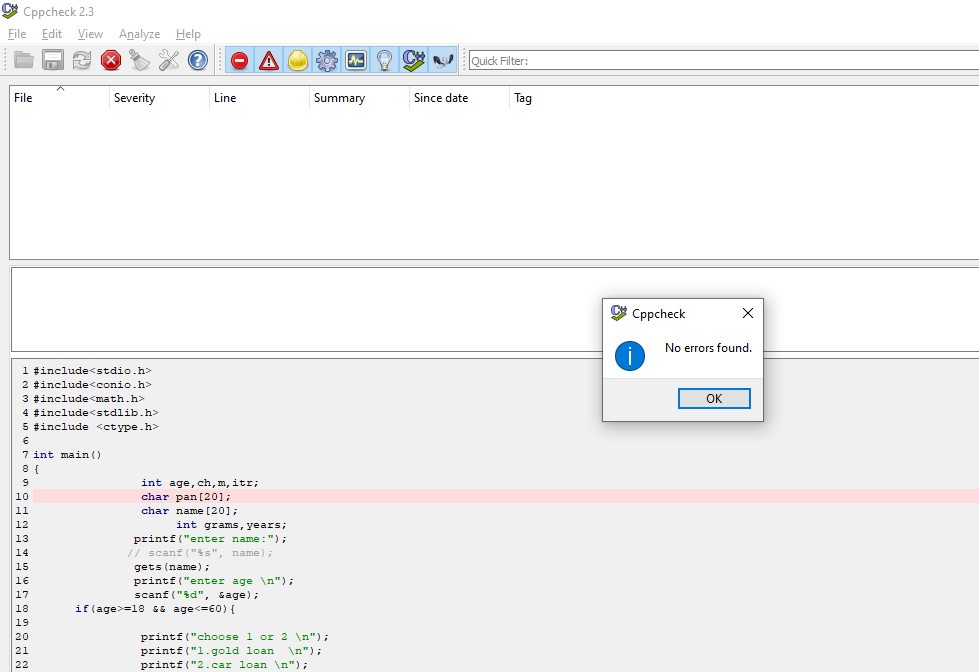 Cppcheck 2.3
File Edit View Analyze Help
Quick Filter:
File Severity Line Summary Since date Tag
Cppcheck
No errors found.
OK
1 #include<stdio.h>
2 #include<conio.h>
3 #include<math.h>
4 #include<stdlib.h>
5 #include <ctype.h>
6
7 int main()
8 {
9 int age,ch,m,itr;
10 char pan[20];
11 char name[20];
12 int grams,years;
13 printf("enter name:");
14 // scanf("%s", name);
15 gets(name);
16 printf("enter age \n");
17 scanf("%d", &age);
18 if(age>=18 && age<=60){
19
20 printf("choose 1 or 2 \n");
21 printf("1.gold loan  \n");
22 printf("2.car loan \n");